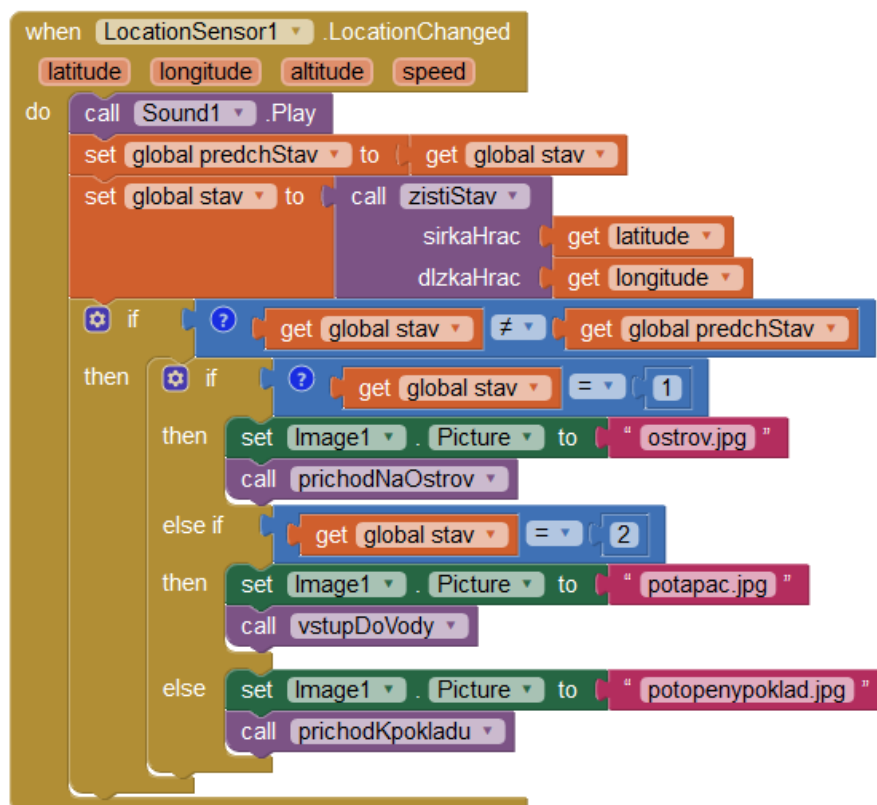 when LocationSensor1 .LocationChanged
latitude longitude altitude speed
do call Sound1 .Play
set global predchStav to get global stav
set global stav to call zistiStav
sirkaHrac get latitude
dlzkaHrac get longitude
if ? get global stav ≠ get global predchStav
then if ? get global stav = 1
then set Image1 . Picture to " ostrov.jpg "
call prichodNaOstrov
else if get global stav = 2
then set Image1 . Picture to " potapac.jpg "
call vstupDoVody
else set Image1 . Picture to " potopenypoklad.jpg "
call prichodKpokladu